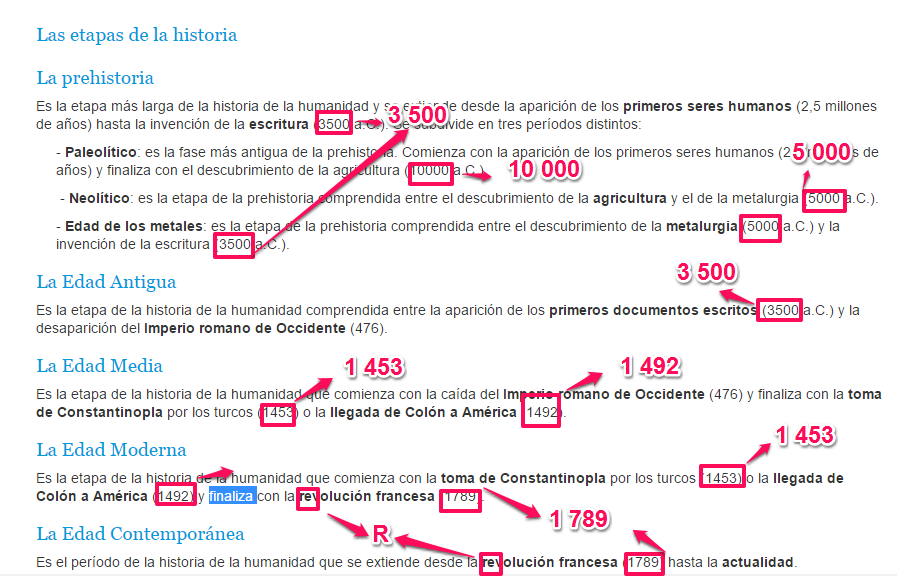 Las etapas de la historia
La prehistoria
Es la etapa más larga de la historia de la humanidad y se extiende desde la aparición de los primeros seres humanos (2,5 millones
de años) hasta la invención de la escritura (3500 a.C.). Se subdivide en tres períodos distintos:
3 500
- Paleolítico: es la fase más antigua de la prehistoria. Comienza con la aparición de los primeros seres humanos (2 de
años) y finaliza con el descubrimiento de la agricultura (10000 a.C.)
5 000
10 000
- Neolítico: es la etapa de la prehistoria comprendida entre el descubrimiento de la agricultura y el de la metalurgia (5000 a.C.).
- Edad de los metales: es la etapa de la prehistoria comprendida entre el descubrimiento de la metalurgia (5000 a.C.) y la
invención de la escritura (3500 a.C.).
La Edad Antigua
3 500
Es la etapa de la historia de la humanidad comprendida entre la aparición de los primeros documentos escritos (3500 a.C.) y la
desaparición del Imperio romano de Occidente (476).
La Edad Media
1 453
1 492
Es la etapa de la historia de la humanidad que comienza con la caída del Imperio romano de Occidente (476) y finaliza con la toma
de Constantinopla por los turcos (1453) o la llegada de Colón a América (1492).
La Edad Moderna
1 453
Es la etapa de la historia de la humanidad que comienza con la toma de Constantinopla por los turcos (1453) o la llegada de
Colón a América (1492) y finaliza con la revolución francesa (1789).
1 789
R
La Edad Contemporánea
Es el período de la historia de la humanidad que se extiende desde la revolución francesa (1789) hasta la actualidad.